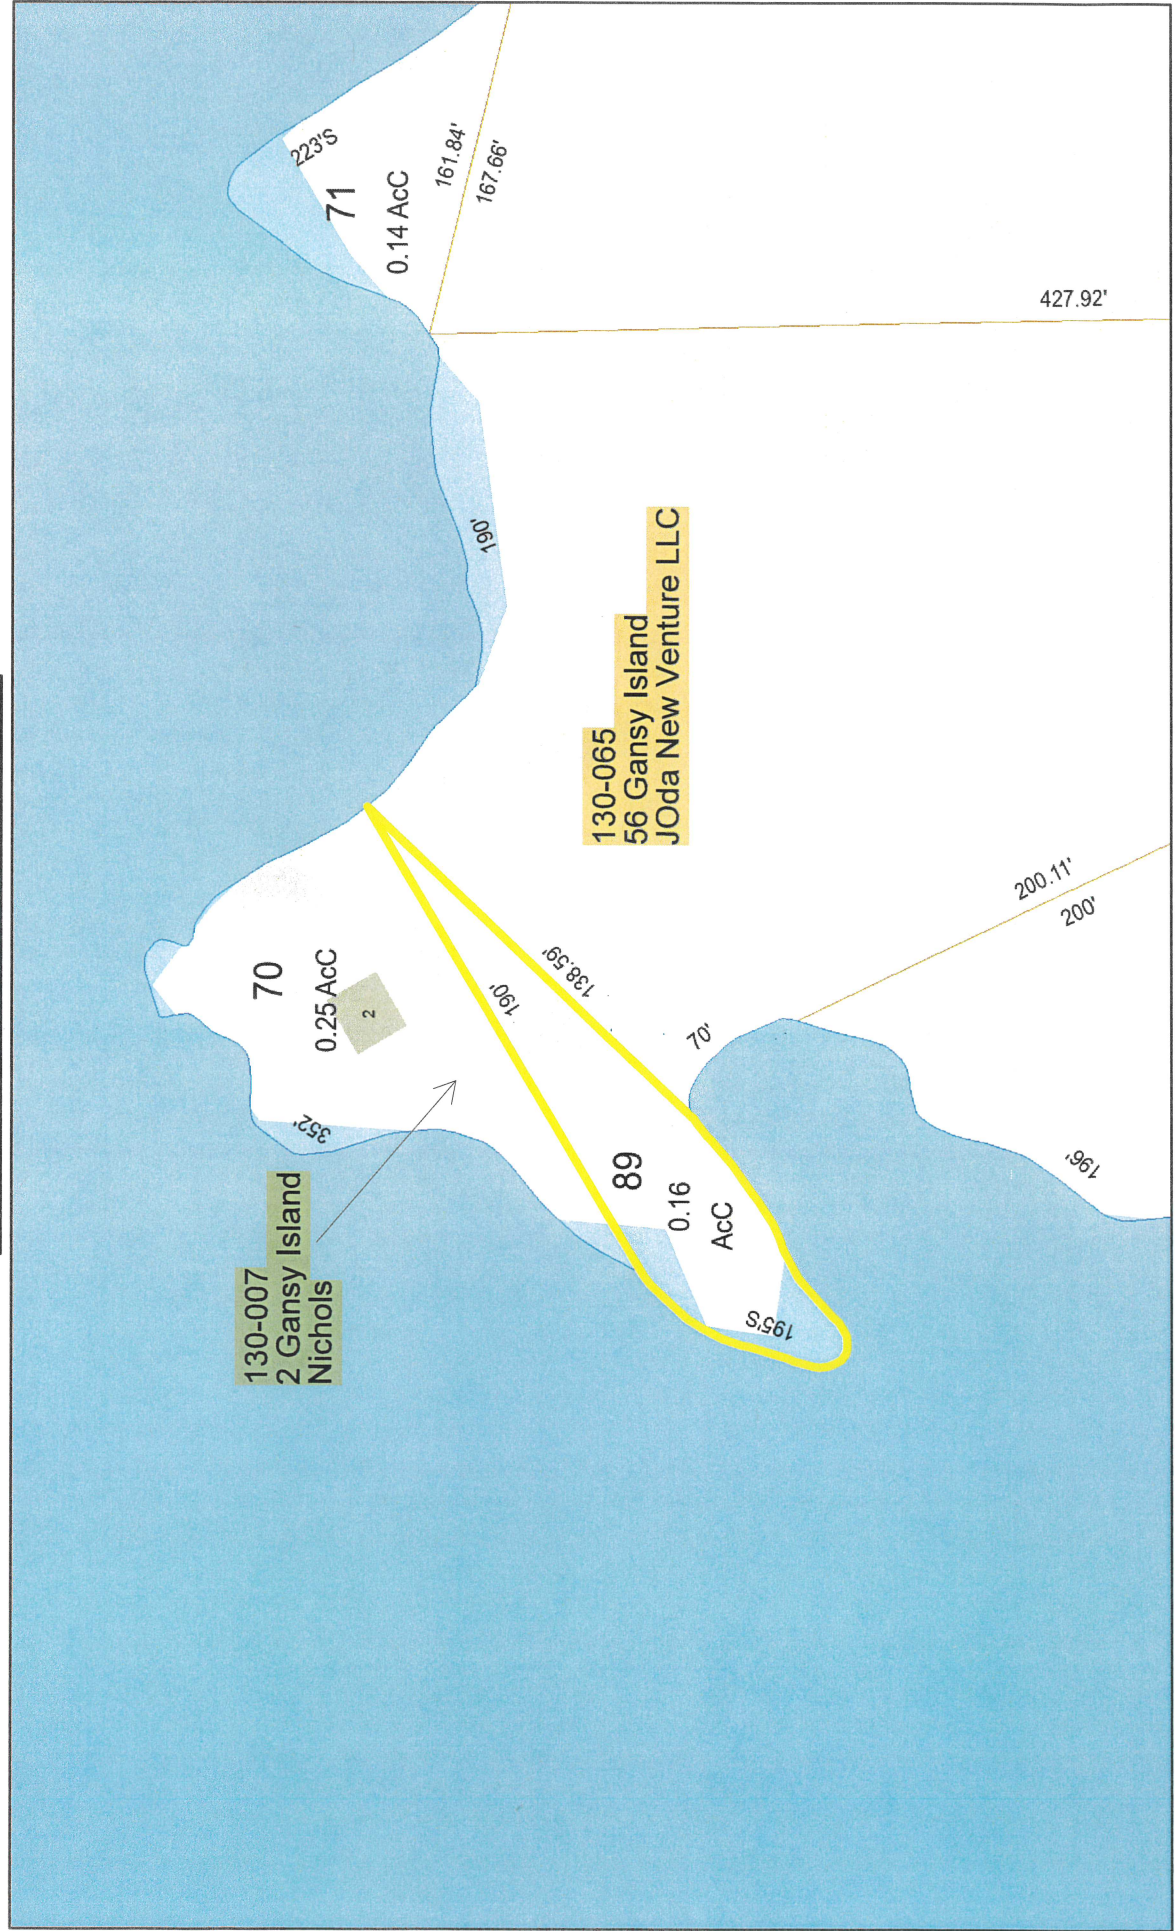 223'S
71
0.14 AcC
161.84'
167.66'
427.92'
190'
130-065
56 Gansy Island
JOda New Venture LLC
70
0.25 AcC
2
352'
130-007
2 Gansy Island
Nichols
190'
138.59'
70'
200.11'
200'
196'
89
0.16
AcC
195'S